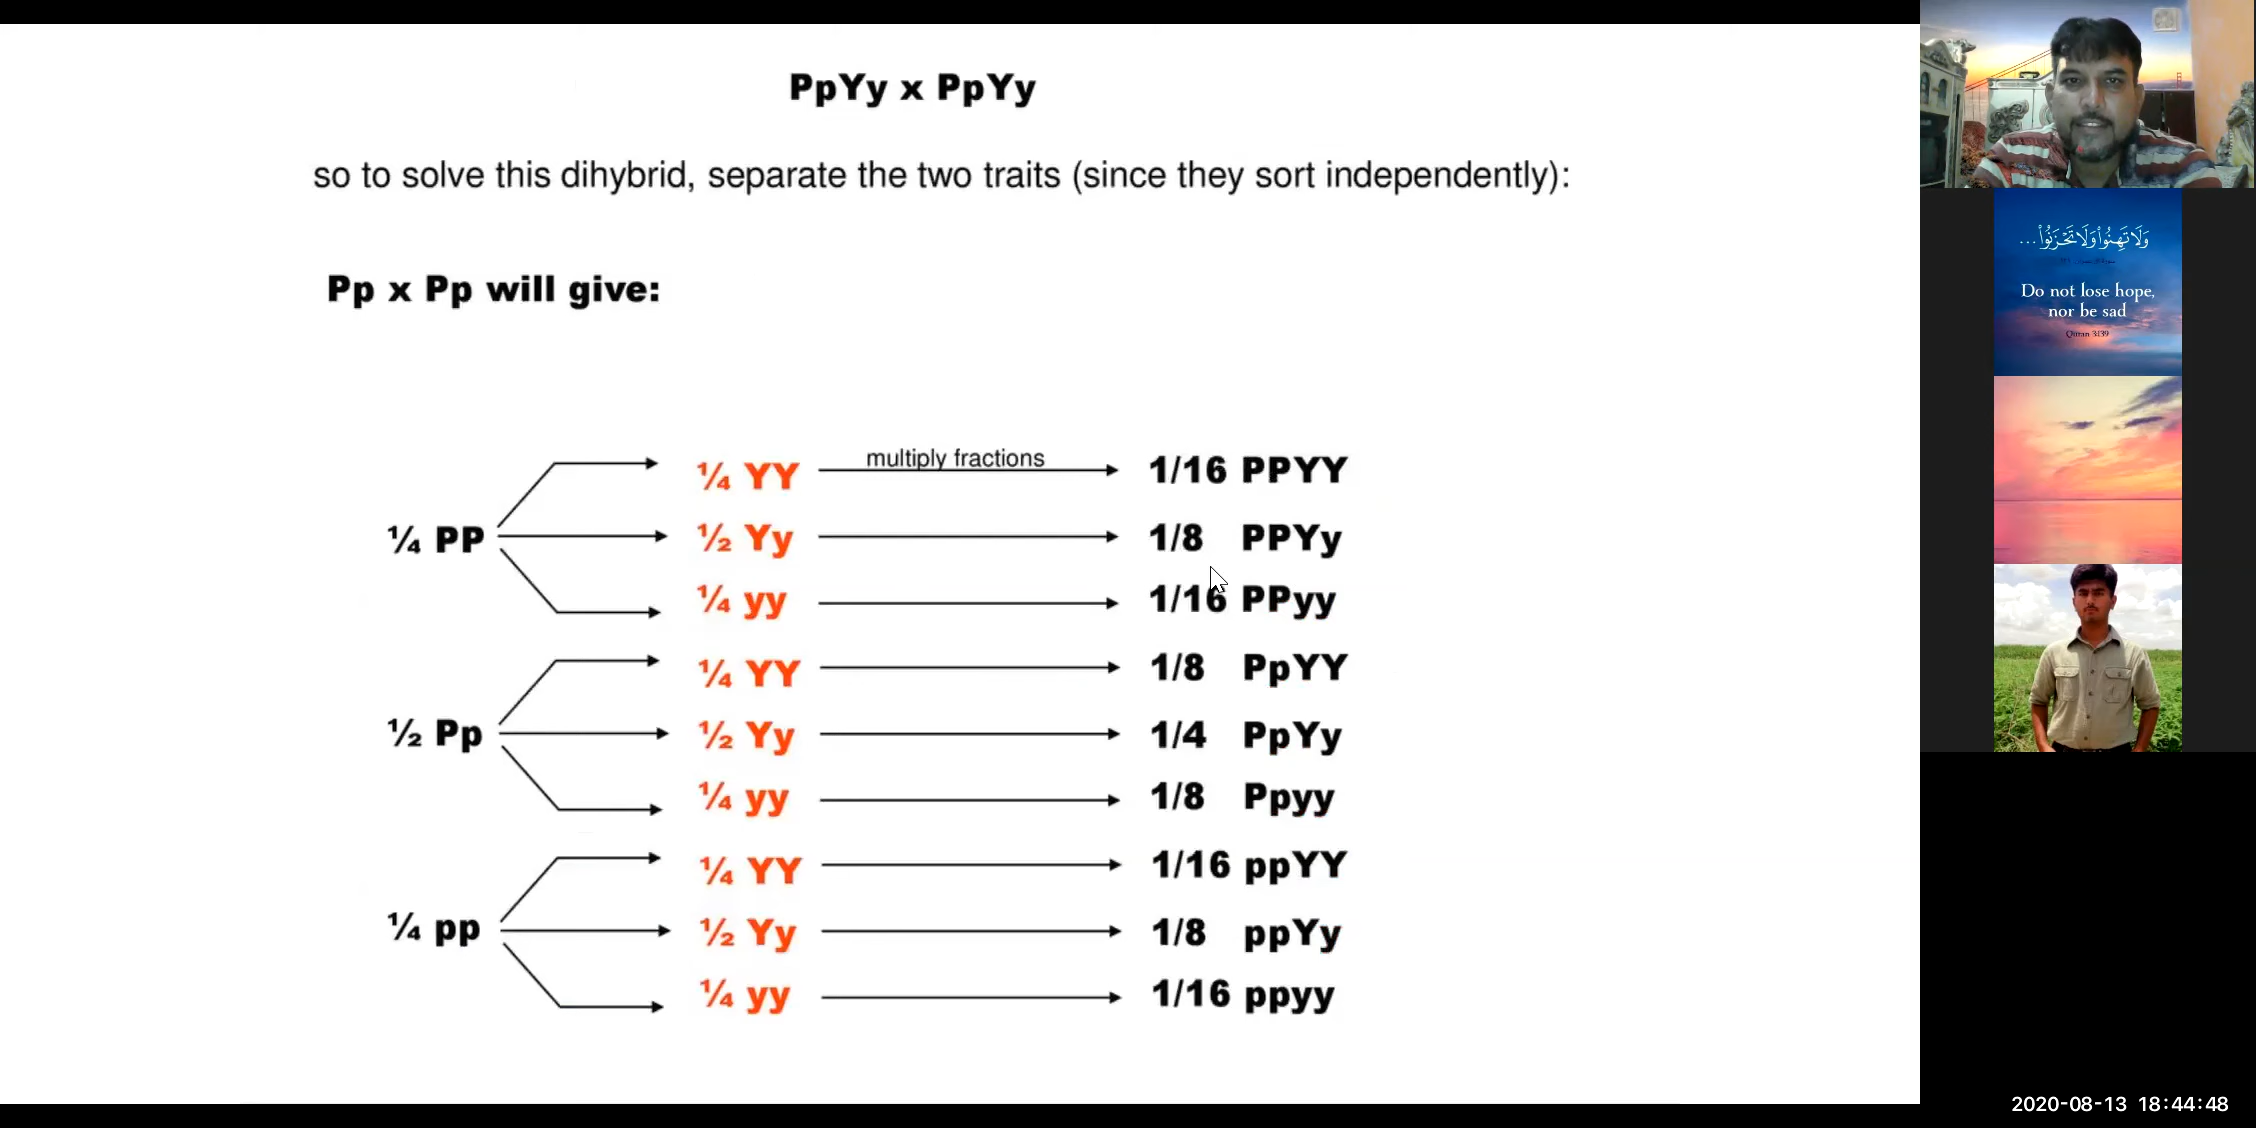 PpYy x PpYy
so to solve this dihybrid, separate the two traits (since they sort independently):
Pp x Pp will give:
¼ PP
¼ YY
multiply fractions
1/16 PPYY
½ Yy
1/8 PPYy
¼ yy
1/16 PPyy
½ Pp
¼ YY
1/8 PpYY
½ Yy
1/4 PpYy
¼ yy
1/8 Ppyy
¼ pp
¼ YY
1/16 ppYY
½ Yy
1/8 ppYy
¼ yy
1/16 ppyy
وَلَا تَهِنُوا۟ وَلَا تَحْزَنُوا۟ ...
Do not lose hope,
nor be sad
Quran 3:139
2020-08-13 18:44:48